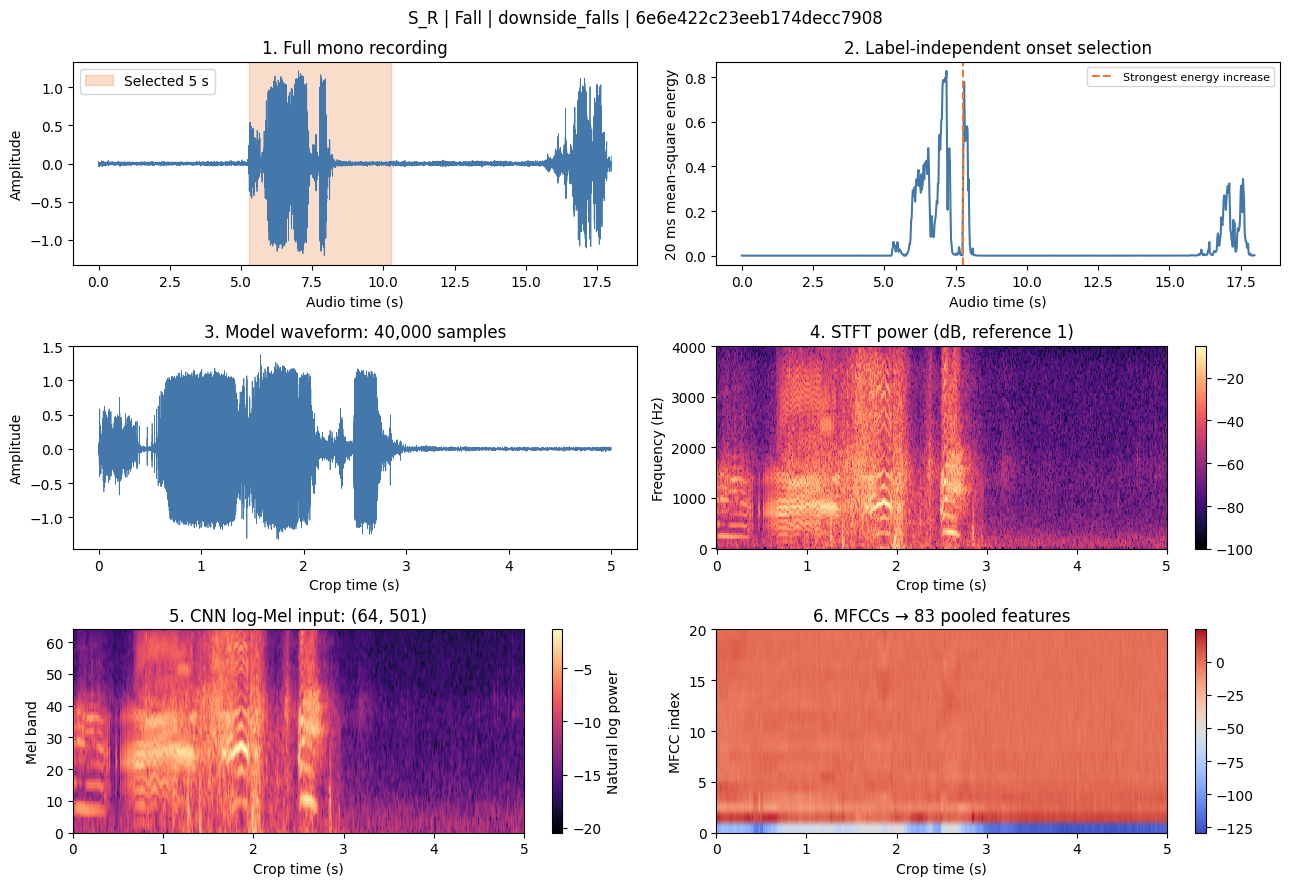 S_R | Fall | downside_falls | 6e6e422c23eeb174decc7908
1. Full mono recording
Selected 5 s
1.0
0.5
0.0
−0.5
−1.0
Amplitude
0.0 2.5 5.0 7.5 10.0 12.5 15.0 17.5
Audio time (s)
2. Label-independent onset selection
Strongest energy increase
0.8
0.6
0.4
0.2
0.0
20 ms mean-square energy
0.0 2.5 5.0 7.5 10.0 12.5 15.0 17.5
Audio time (s)
3. Model waveform: 40,000 samples
1.5
1.0
0.5
0.0
−0.5
−1.0
Amplitude
0 1 2 3 4 5
Crop time (s)
4. STFT power (dB, reference 1)
4000
3000
2000
1000
0
Frequency (Hz)
0 1 2 3 4 5
Crop time (s)
−20
−40
−60
−80
−100
5. CNN log-Mel input: (64, 501)
60
50
40
30
20
10
0
Mel band
0 1 2 3 4 5
Crop time (s)
−5
−10
−15
−20
Natural log power
6. MFCCs → 83 pooled features
20
15
10
5
0
MFCC index
0 1 2 3 4 5
Crop time (s)
0
−25
−50
−75
−100
−125